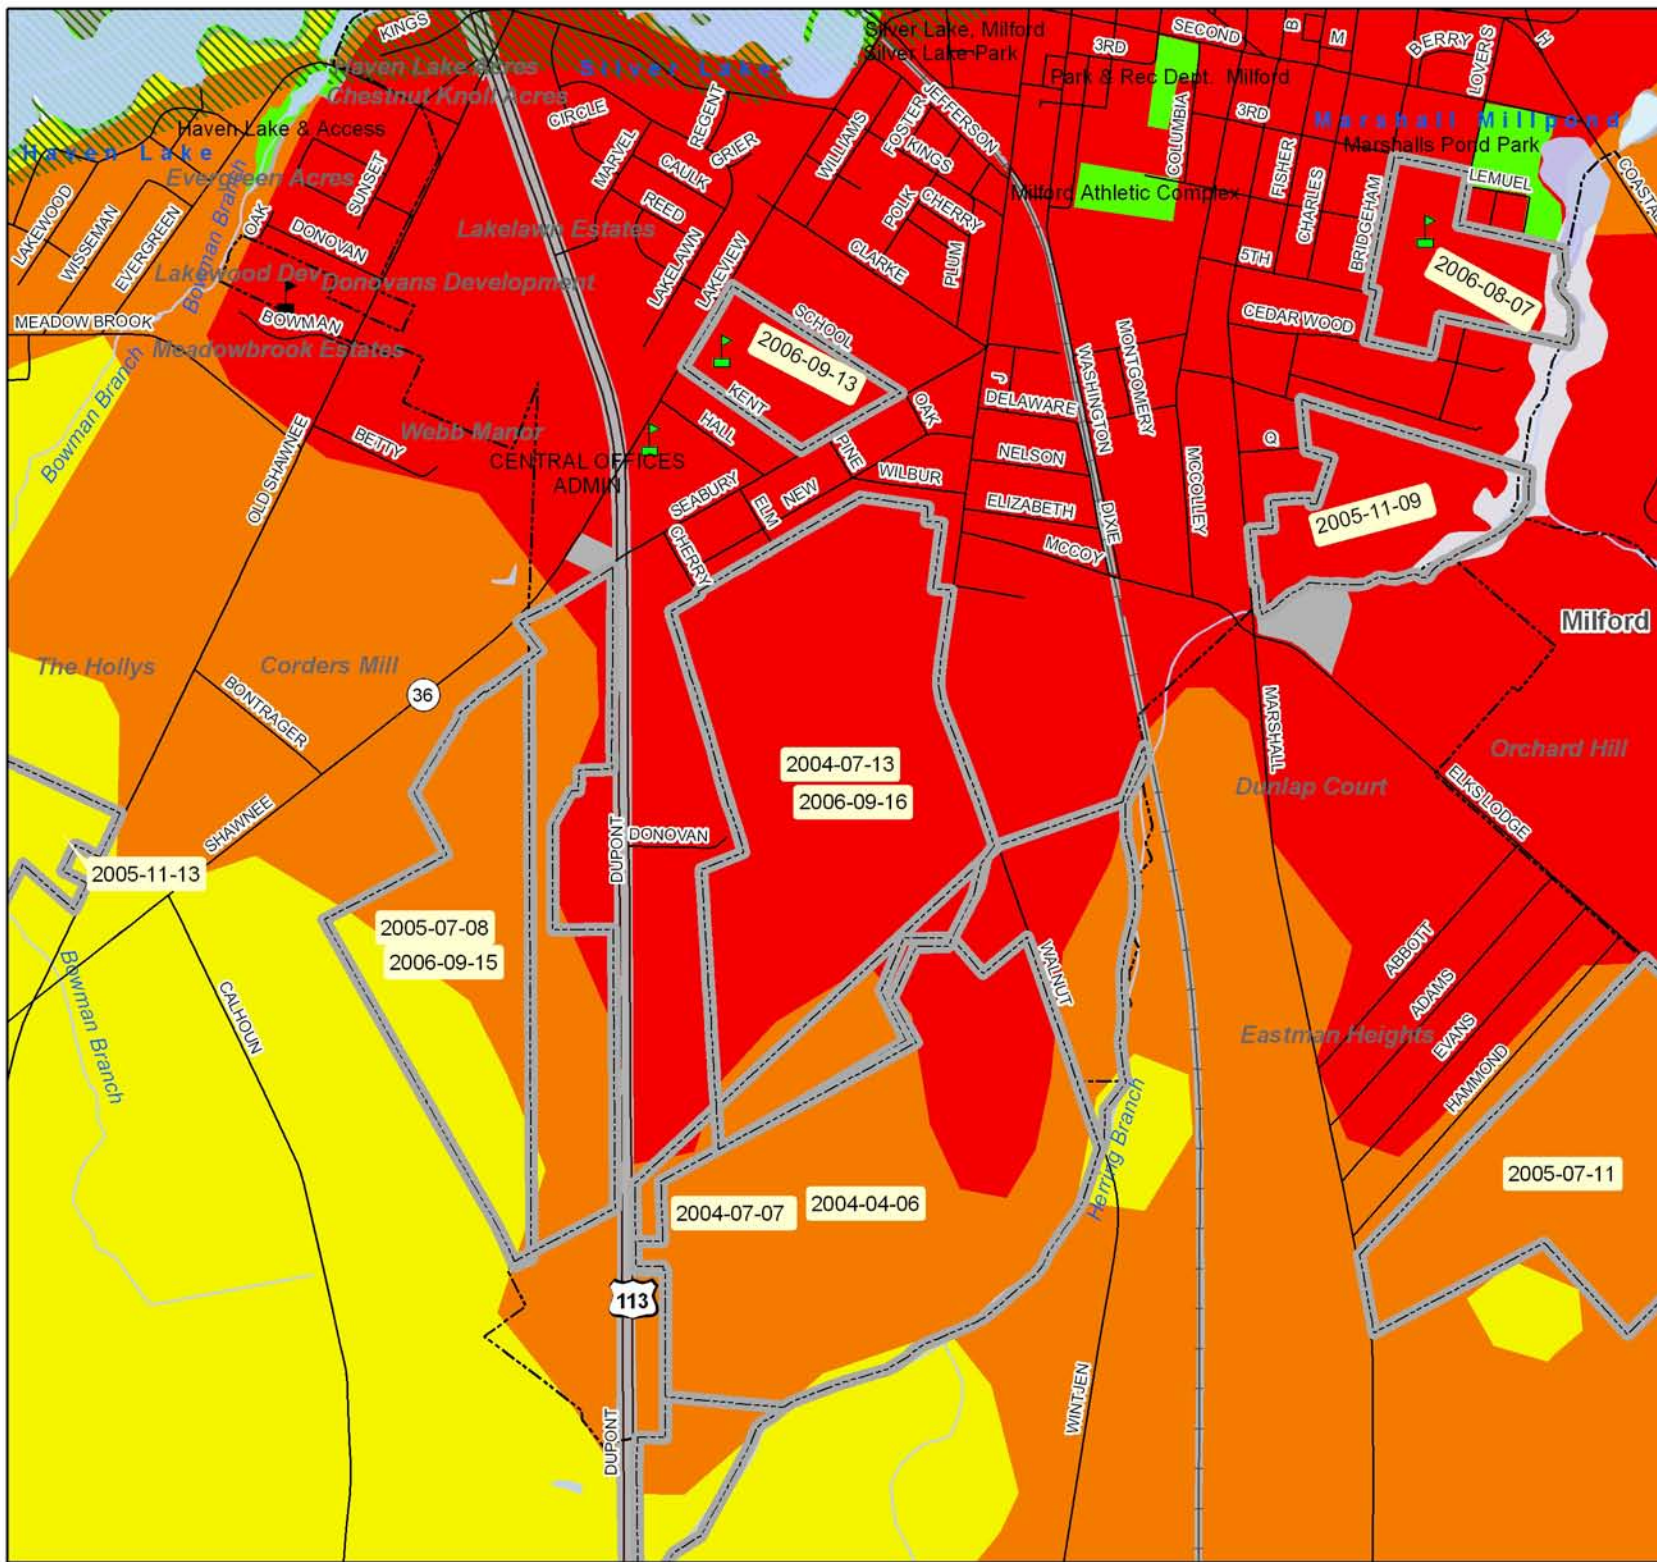 KINGS
Silver Lake, Milford
Silver Lake Park
SECOND
B
M
BERRY
LOVERS
H
3RD
Haven Lake Acres
Silver Lake
Park & Rec Dept. Milford
Chestnut Knoll Acres
CIRCLE
REGENT
FOSTER
JEFFERSON
COLUMBIA
3RD
Marshall Millpond
Haven Lake & Access
Marshalls Pond Park
Haven Lake
MARVEL
CAULK
GRIER
WILLIAMS
KINGS
FISHER
COASTAL
LEMUEL
Evergreen Acres
SUNSET
REED
POLK
CHERRY
Milford Athletic Complex
CHARLES
BRIDGEHAM
LAKEWOOD
WISEMAN
EVERGREEN
Bowman Branch
OAK
DONOVAN
Lakelawn Estates
LAKELAWN
LAKEVIEW
CLARKE
PLUM
5TH
2006-08-07
Lakewood Dev
Donovans Development
MEADOW BROOK
BOWMAN
SCHOOL
CEDAR WOOD
Meadowbrook Estates
2006-09-13
WASHINGTON
MONTGOMERY
Bowman Branch
KENT
J
DELAWARE
OAK
Webb Manor
BETTY
HALL
PINE
NELSON
Q
OLD SHAWNEE
CENTRAL OFFICES
ADMIN
SEABURY
ELM
NEW
WILBUR
ELIZABETH
DIXIE
MCCOLLEY
2005-11-09
CHERRY
MCCOY
Milford
The Hollys
Corders Mill
36
BONTRAGER
MARSHALL
Orchard Hill
2004-07-13
Dunlap Court
2006-09-16
SHAWNEE
DUPONT
DONOVAN
ELKS LODGE
2005-11-13
2005-07-08
2006-09-15
ABBOTT
WALNUT
ADAMS
Bowman Branch
CALHOUN
Eastman Heights
EVANS
HAMMOND
Herring Branch
2005-07-11
2004-07-07
2004-04-06
113
WINTJEN
DUPONT